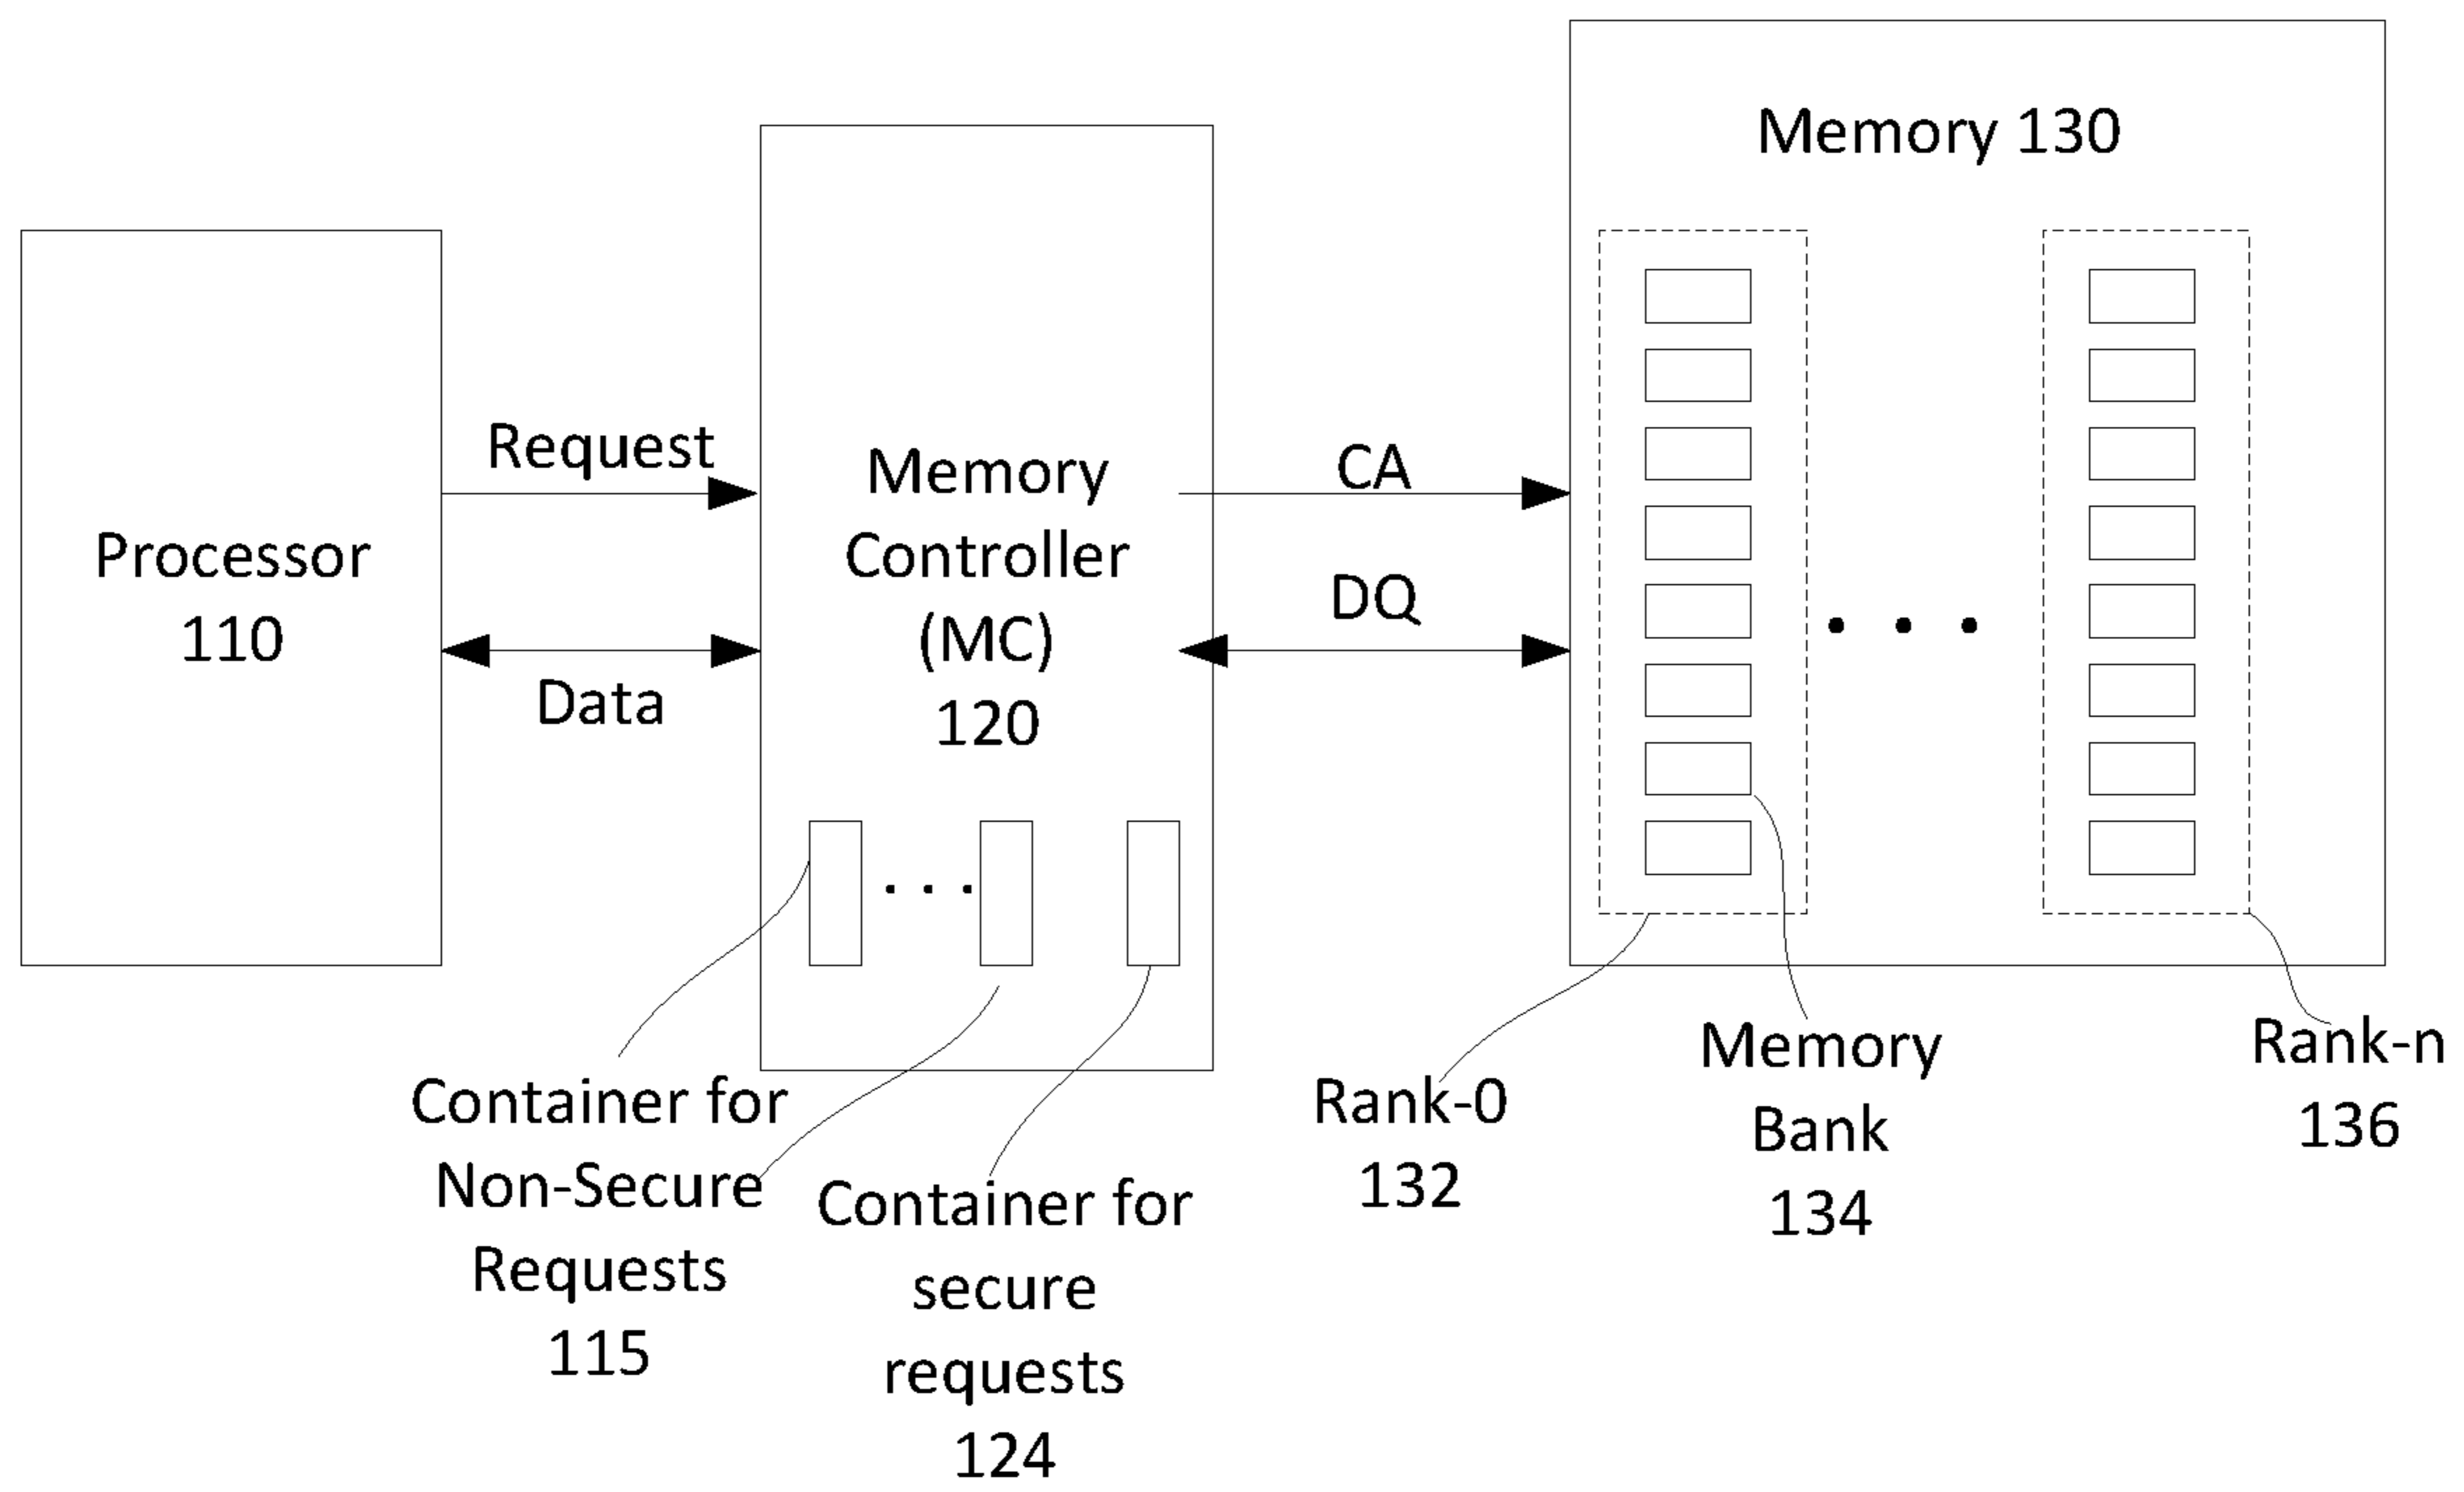 Memory 130
Processor
110
Request
Data
Memory
Controller
(MC)
120
CA
DQ
Container for
Non-Secure
Requests
115
Container for
secure
requests
124
Rank-0
132
Memory
Bank
134
Rank-n
136